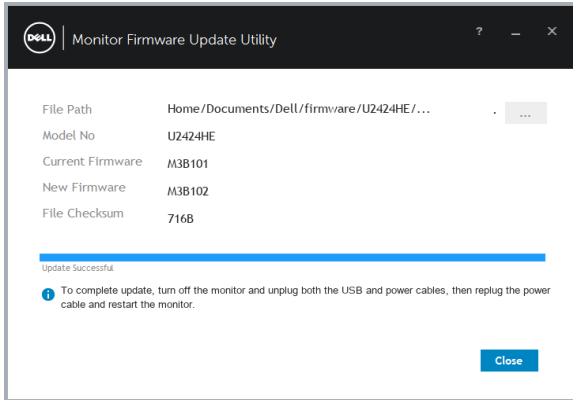 DELL Monitor Firmware Update Utility ? – ×
File Path Home/Documents/Dell/firmware/U2424HE/... . ...
Model No U2424HE
Current Firmware M3B101
New Firmware M3B102
File Checksum 716B
Update Successful
i To complete update, turn off the monitor and unplug both the USB and power cables, then replug the power
cable and restart the monitor.
Close